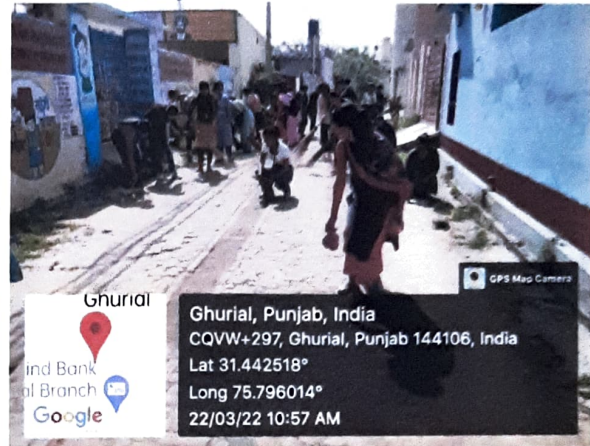 GPS Map Camera
Ghurial
ind Bank
al Branch
Google
Ghurial, Punjab, India
CQVW+297, Ghurial, Punjab 144106, India
Lat 31.442518°
Long 75.796014°
22/03/22 10:57 AM